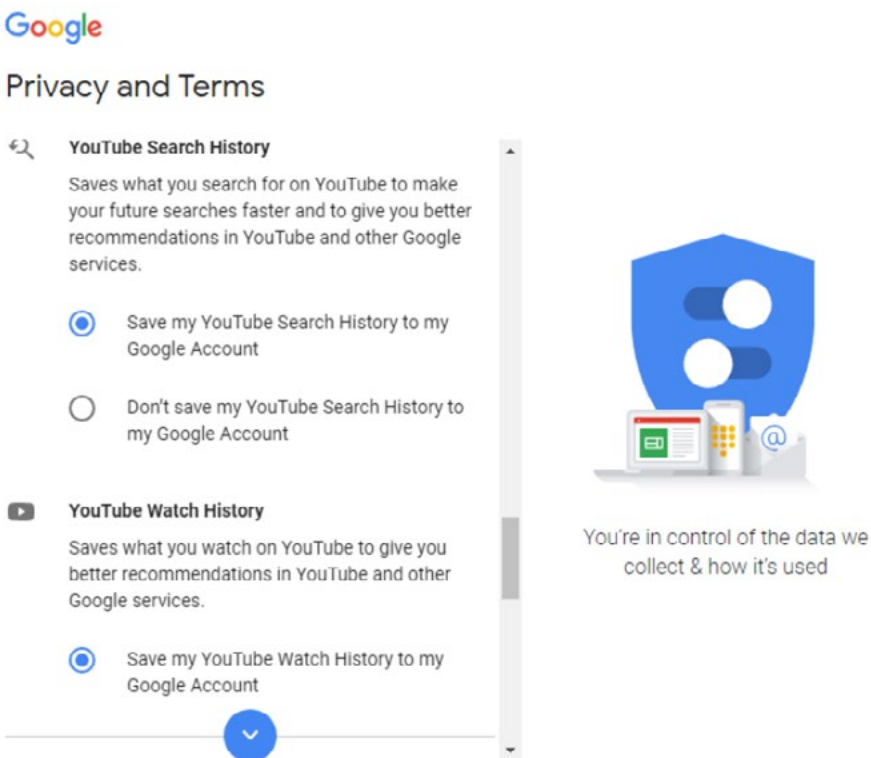 Google
Privacy and Terms
YouTube Search History
Saves what you search for on YouTube to make
your future searches faster and to give you better
recommendations in YouTube and other Google
services.
Save my YouTube Search History to my
Google Account
Don't save my YouTube Search History to
my Google Account
YouTube Watch History
Saves what you watch on YouTube to give you
better recommendations in YouTube and other
Google services.
Save my YouTube Watch History to my
Google Account
@
You're in control of the data we
collect & how it's used